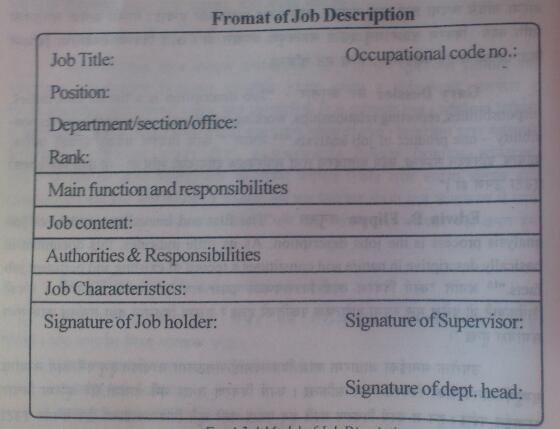 Fromat of Job Description
Job Title: Occupational code no.:
Position:
Department/section/office:
Rank:
Main function and responsibilities
Job content:
Authorities & Responsibilities
Job Characteristics:
Signature of Job holder: Signature of Supervisor:
Signature of dept. head: